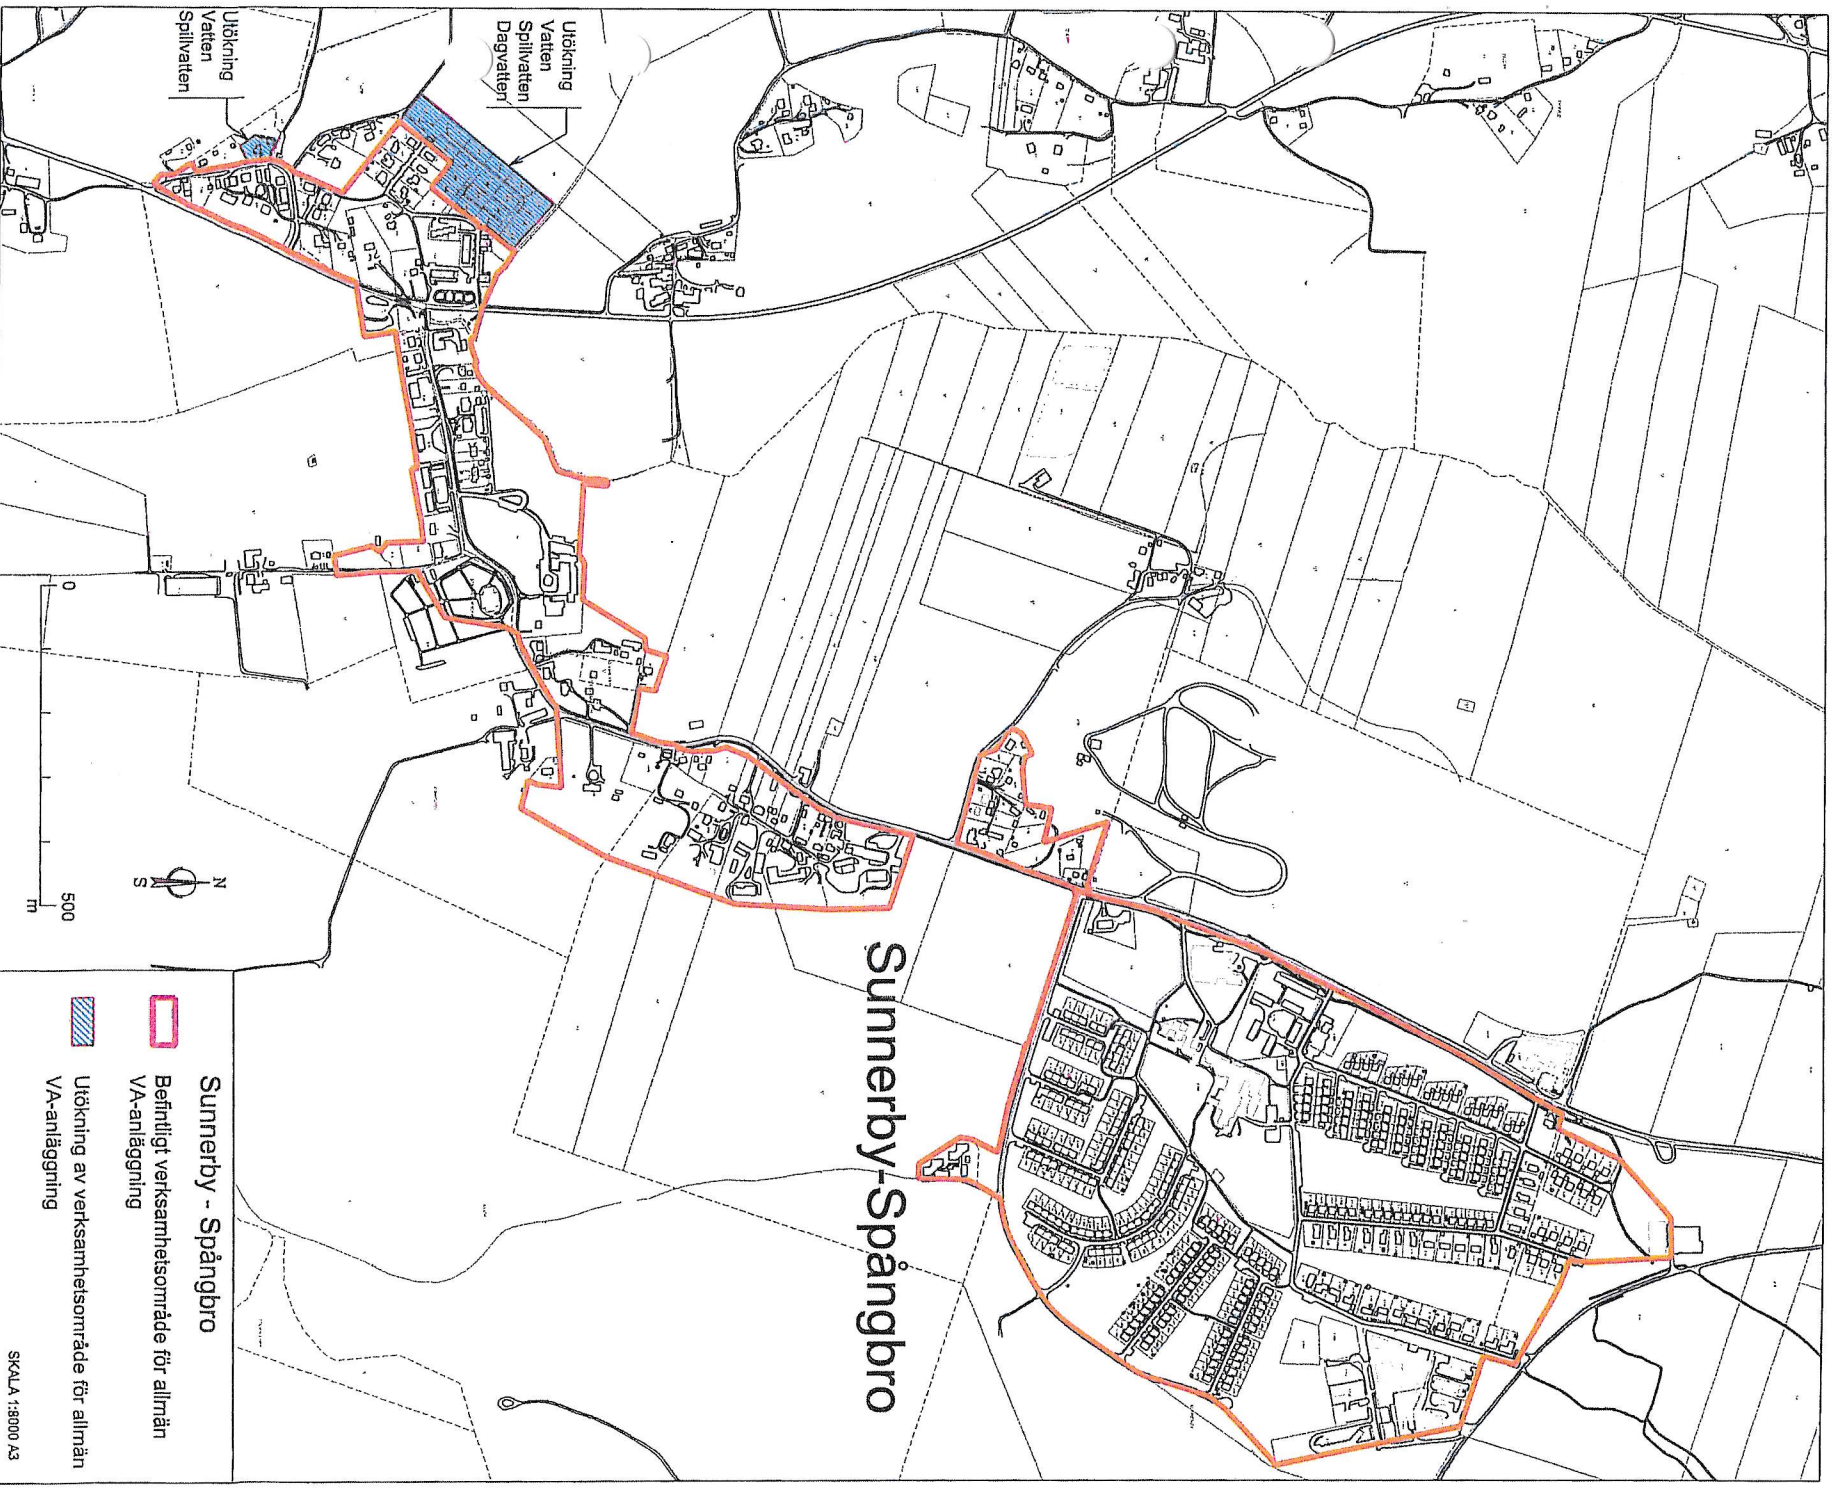 Utökning
Vatten
Spillvatten
Utökning
Vatten
Spillvatten
Dagvatten
Sunnerby-Spångbro
0
500
m
N
S
Sunnerby - Spångbro
Befintligt verksamhetsområde för allmän
VA-anläggning
Utökning av verksamhetsområde för allmän
VA-anläggning
SKALA 1:8000 A3